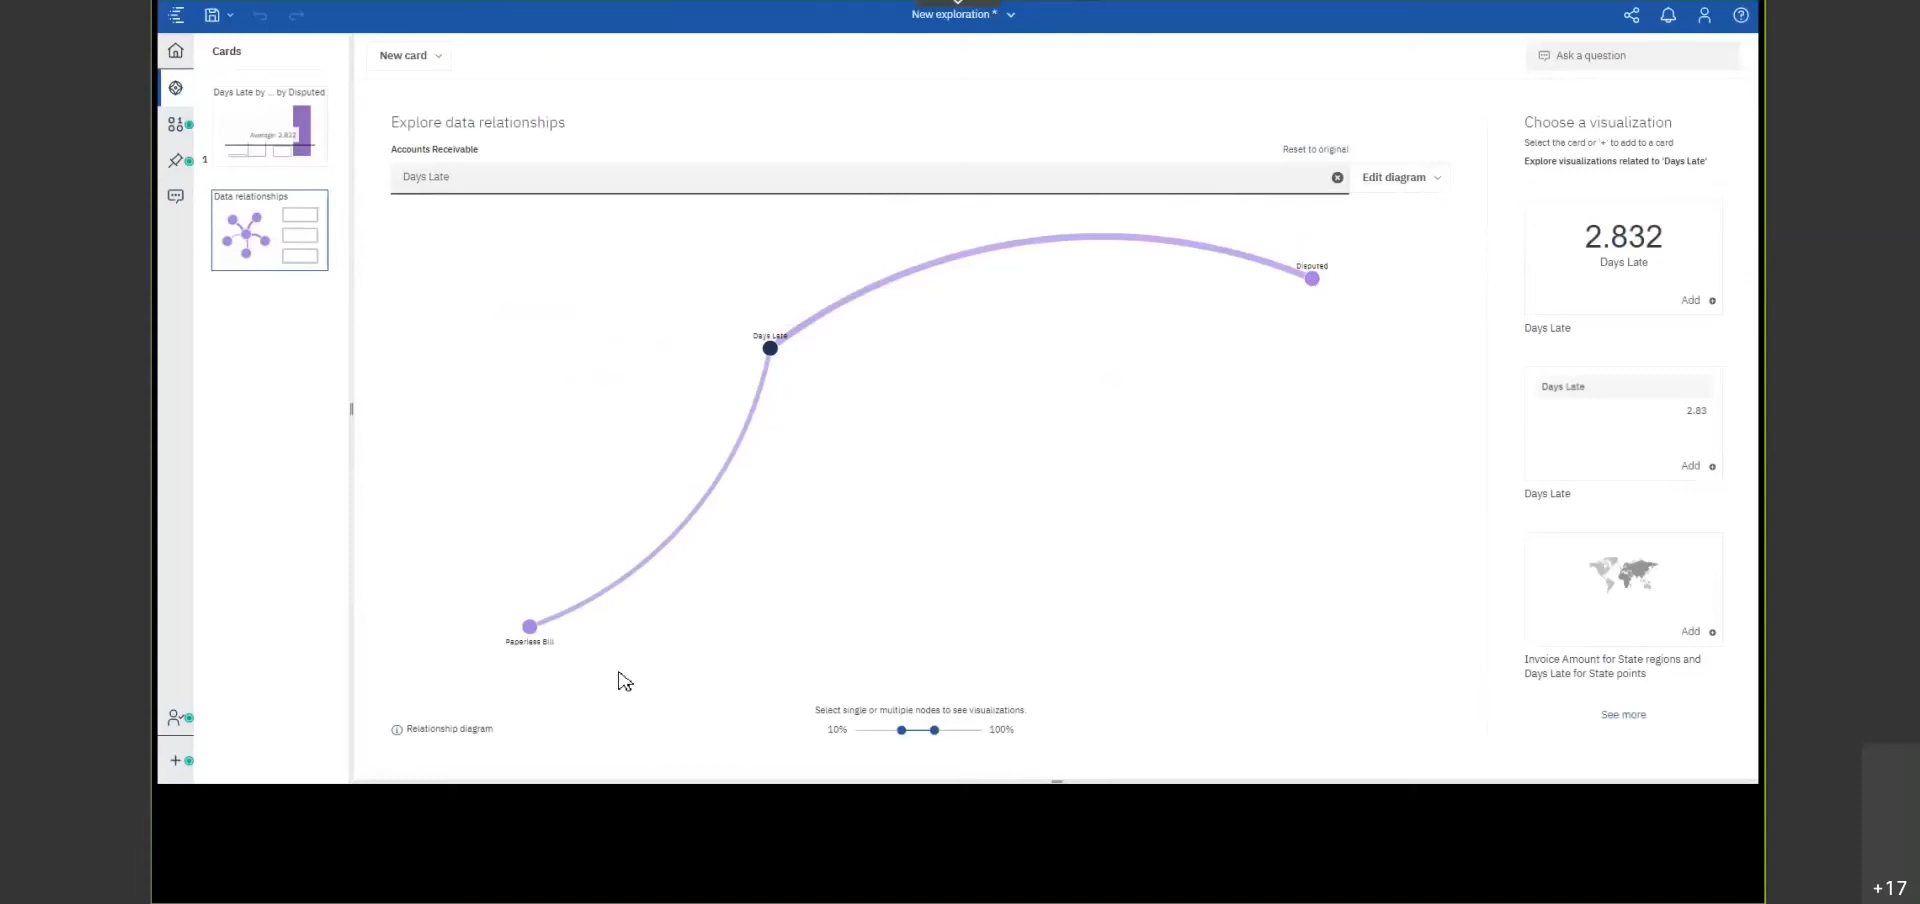 New exploration *
Cards
New card
Ask a question
Days Late by ... by Disputed
Average: 2.832
1
Data relationships
Explore data relationships
Accounts Receivable
Reset to original
Days Late
Edit diagram
Disputed
Days Late
Paperless Bill
Select single or multiple nodes to see visualizations.
10%
100%
Relationship diagram
Choose a visualization
Select the card or '+' to add to a card
Explore visualizations related to 'Days Late'
2.832
Days Late
Add
Days Late
Days Late
2.83
Add
Days Late
Add
Invoice Amount for State regions and
Days Late for State points
See more
+17